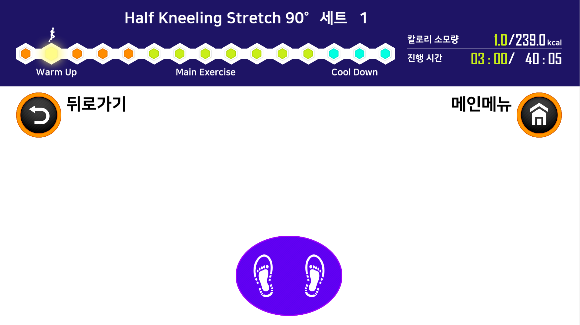 Half Kneeling Stretch 90° 세트 1
칼로리 소모량 1.0/239.0 kcal
진행 시간 03:00/ 40:05
Warm Up Main Exercise Cool Down
뒤로가기 메인메뉴